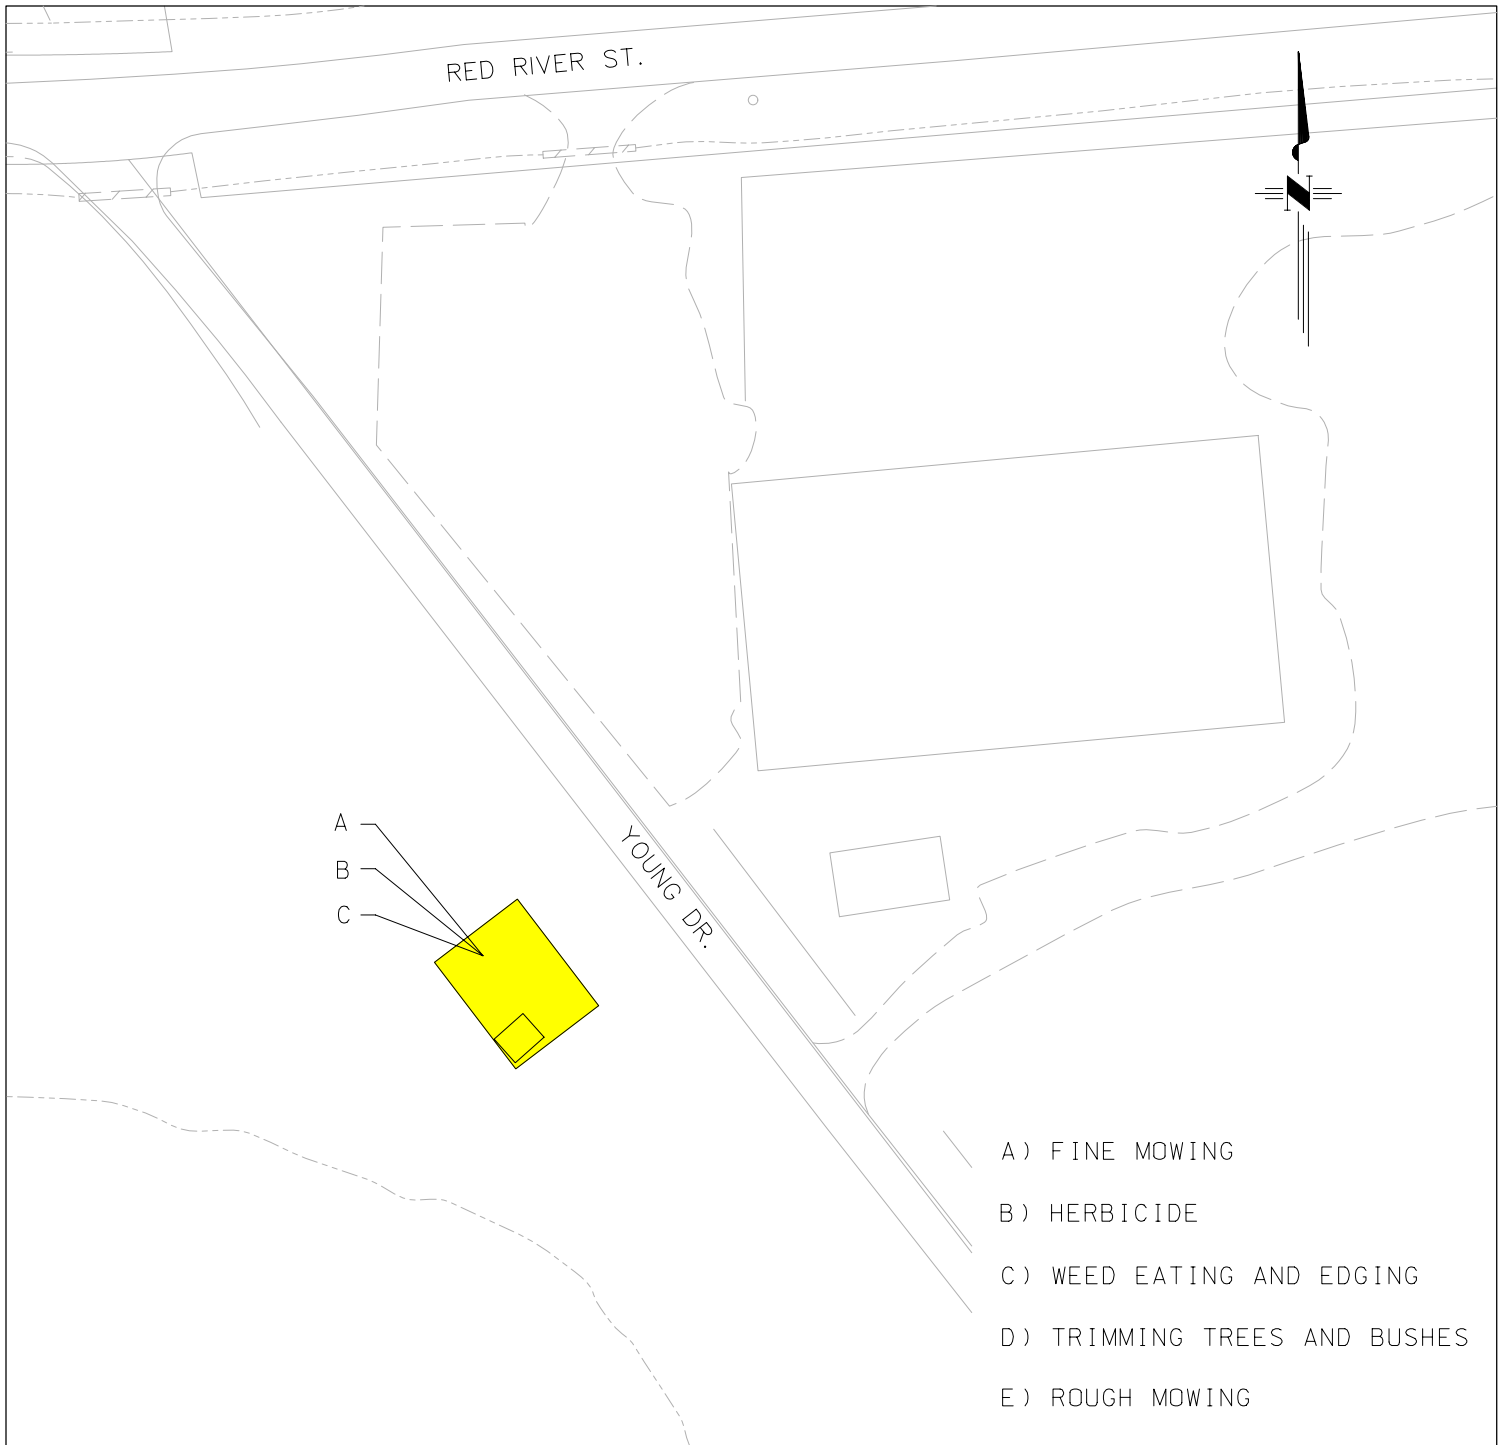 RED RIVER ST.
N
A
B
C
YOUNG DR.
A) FINE MOWING
B) HERBICIDE
C) WEED EATING AND EDGING
D) TRIMMING TREES AND BUSHES
E) ROUGH MOWING